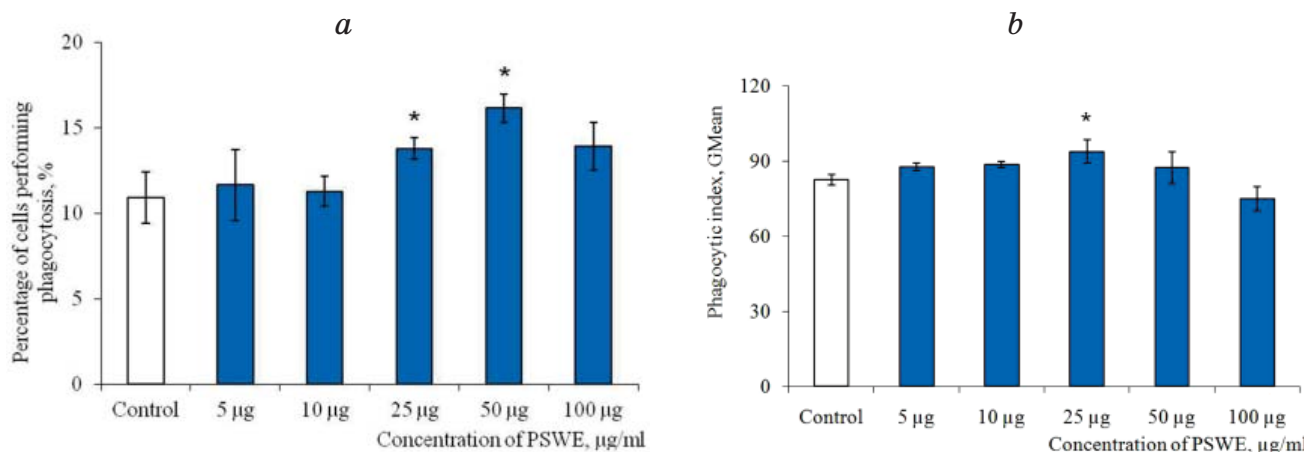 a
Percentage of cells performing
phagocytosis, %
20
15
10
5
0
*
*
Control 5 µg 10 µg 25 µg 50 µg 100 µg
Concentration of PSWE, µg/ml
b
Phagocytic index, GMean
120
90
60
30
0
*
Control 5 µg 10 µg 25 µg 50 µg 100 µg
Concentration of PSWE, µg/ml